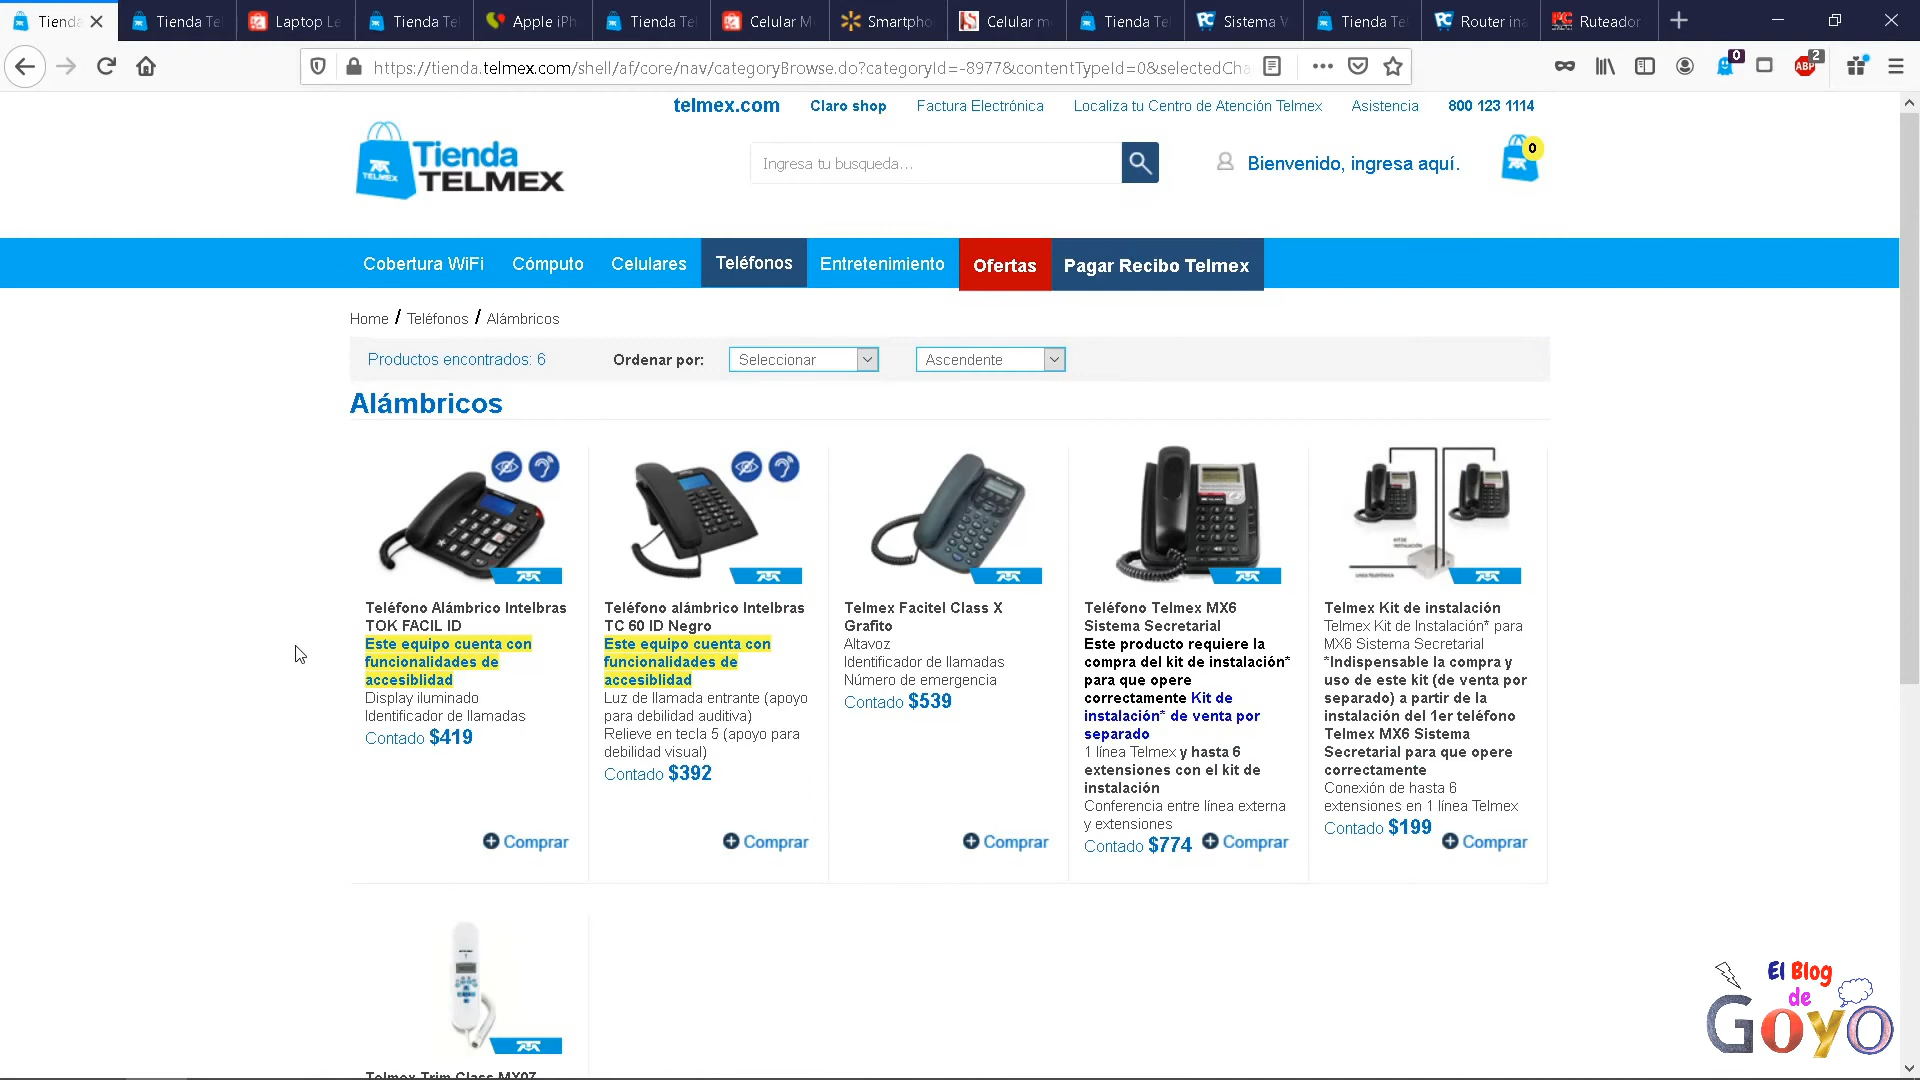 Tienda
Tienda Te
Laptop Le
Tienda Te
Apple iPh
Tienda Te
Celular M
Smartpho
Celular m
Tienda Te
Sistema V
Tienda Te
Router ina
Ruteador
https://tienda.telmex.com/shell/af/core/nav/categoryBrowse.do?categoryId=-8977&contentTypeId=0&selectedCha
0
ABP
2
telmex.com Claro shop Factura Electrónica Localiza tu Centro de Atención Telmex Asistencia 800 123 1114
Tienda
TELMEX
Ingresa tu busqueda...
Bienvenido, ingresa aquí.
0
Cobertura WiFi Cómputo Celulares Teléfonos Entretenimiento Ofertas Pagar Recibo Telmex
Home / Teléfonos / Alámbricos
Productos encontrados: 6 Ordenar por: Seleccionar Ascendente
Alámbricos
Teléfono Alámbrico Intelbras
TOK FACIL ID
Este equipo cuenta con
funcionalidades de
accesiblidad
Display iluminado
Identificador de llamadas
Contado $419
Comprar
Teléfono alámbrico Intelbras
TC 60 ID Negro
Este equipo cuenta con
funcionalidades de
accesiblidad
Luz de llamada entrante (apoyo
para debilidad auditiva)
Relieve en tecla 5 (apoyo para
debilidad visual)
Contado $392
Comprar
Telmex Facitel Class X
Grafito
Altavoz
Identificador de llamadas
Número de emergencia
Contado $539
Comprar
Teléfono Telmex MX6
Sistema Secretarial
Este producto requiere la
compra del kit de instalación*
para que opere
correctamente Kit de
instalación* de venta por
separado
1 línea Telmex y hasta 6
extensiones con el kit de
instalación
Conferencia entre línea externa
y extensiones
Contado $774
Comprar
Telmex Kit de instalación
Telmex Kit de Instalación* para
MX6 Sistema Secretarial
*Indispensable la compra y
uso de este kit (de venta por
separado) a partir de la
instalación del 1er teléfono
Telmex MX6 Sistema
Secretarial para que opere
correctamente
Conexión de hasta 6
extensiones en 1 línea Telmex
Contado $199
Comprar
Telmex Trim Class MX07
El Blog
de
GOYO